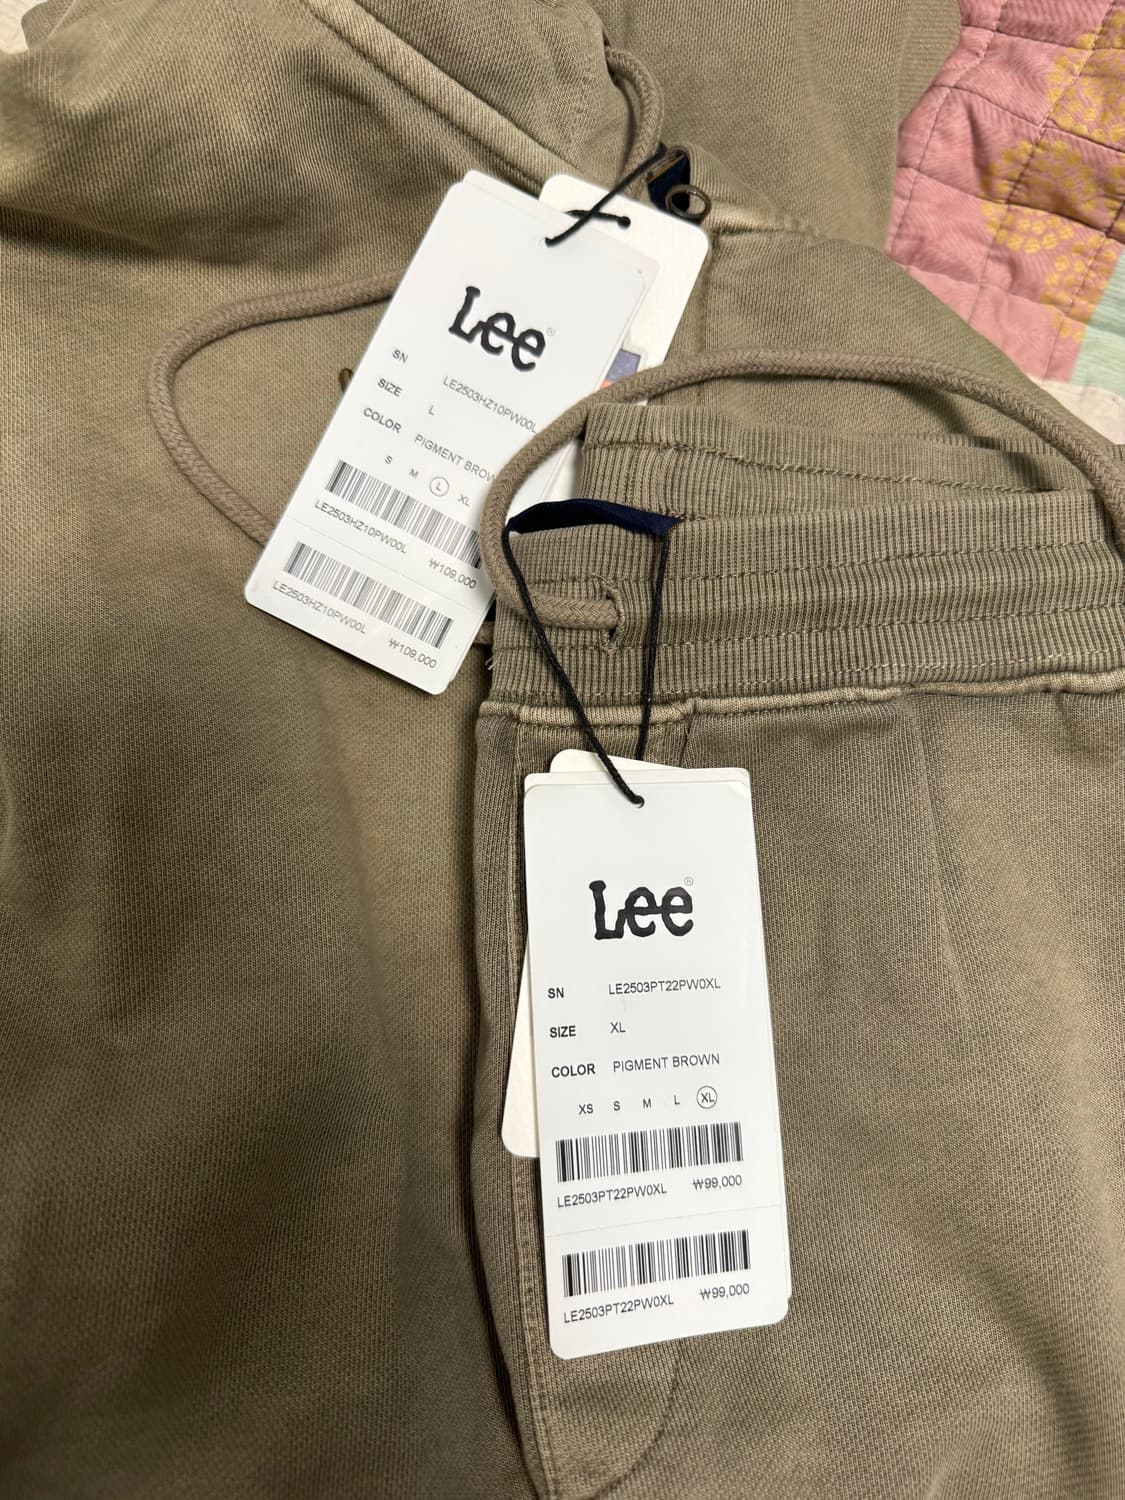 Lee®
SN LE2503HZ10PW00L
SIZE L
COLOR PIGMENT BROWN
S M L XL
LE2503HZ10PW00L ₩109,000
LE2503HZ10PW00L ₩109,000
Lee®
SN LE2503PT22PW0XL
SIZE XL
COLOR PIGMENT BROWN
XS S M L XL
LE2503PT22PW0XL ₩99,000
LE2503PT22PW0XL ₩99,000